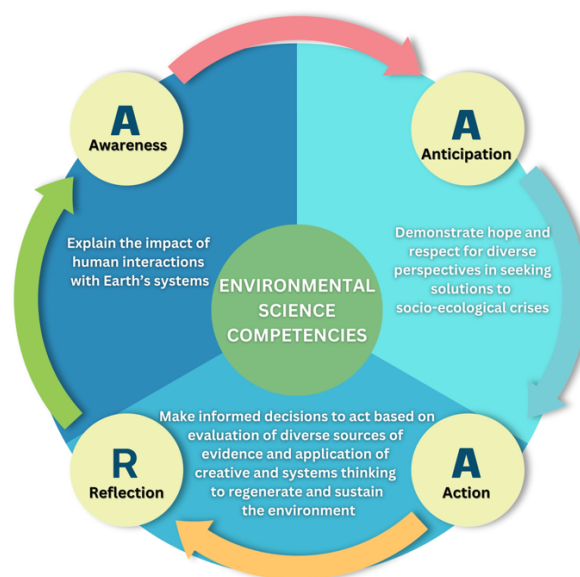 A
Awareness
A
Anticipation
Explain the impact of
human interactions
with Earth's systems
Demonstrate hope and
respect for diverse
perspectives in seeking
solutions to
socio-ecological crises
ENVIRONMENTAL
SCIENCE
COMPETENCIES
Make informed decisions to act based on
evaluation of diverse sources of
evidence and application of
creative and systems thinking
to regenerate and sustain
the environment
R
Reflection
A
Action